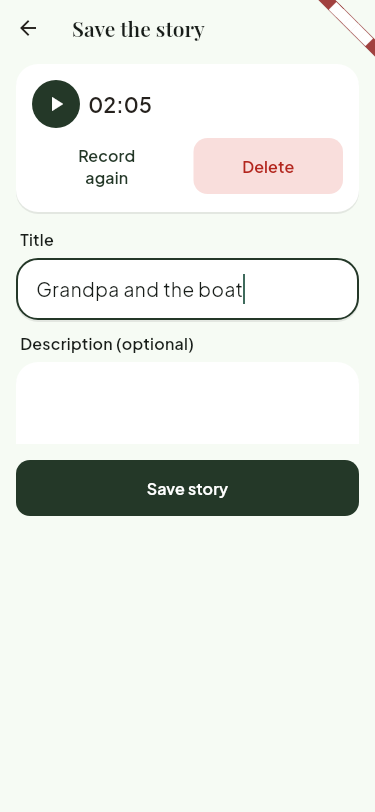 Save the story
02:05
Record
again
Delete
Title
Grandpa and the boat
Description (optional)
Save story